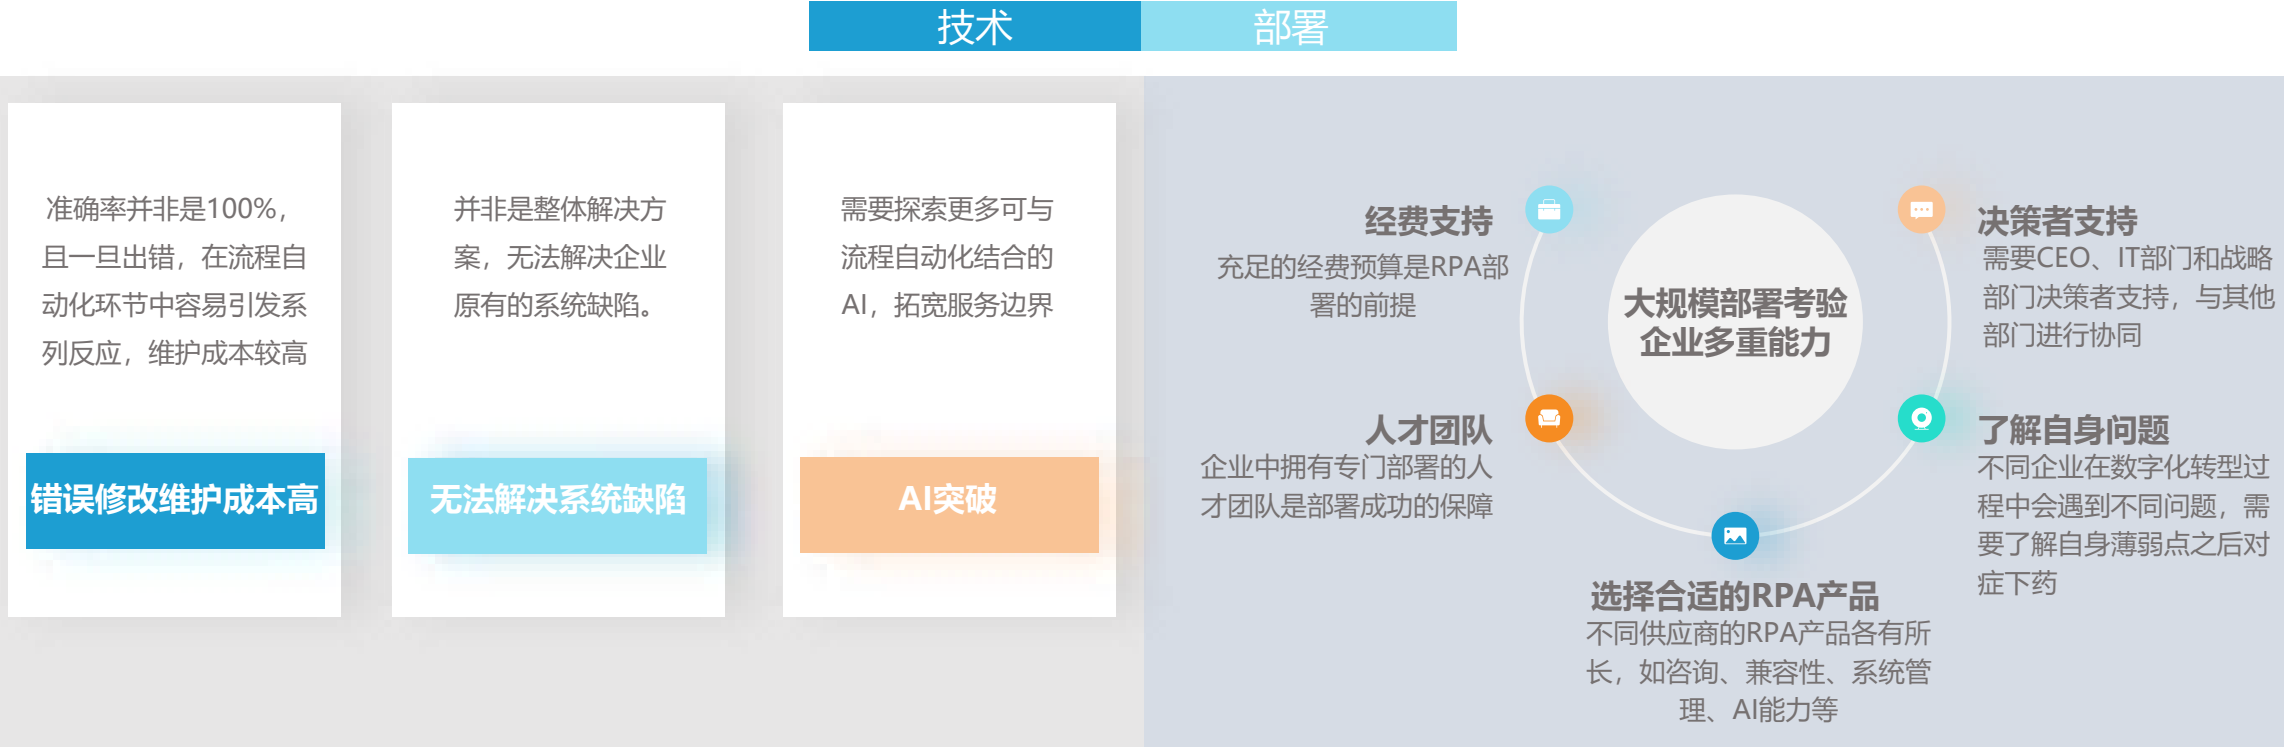 技术
部署
准确率并非是100%，
且一旦出错，在流程自
动化环节中容易引发系
列反应，维护成本较高
错误修改维护成本高
并非是整体解决方
案，无法解决企业
原有的系统缺陷。
无法解决系统缺陷
需要探索更多可与
流程自动化结合的
AI，拓宽服务边界
AI突破
大规模部署考验
企业多重能力
经费支持
充足的经费预算是RPA部
署的前提
人才团队
企业中拥有专门部署的人
才团队是部署成功的保障
选择合适的RPA产品
不同供应商的RPA产品各有所
长，如咨询、兼容性、系统管
理、AI能力等
决策者支持
需要CEO、IT部门和战略
部门决策者支持，与其他
部门进行协同
了解自身问题
不同企业在数字化转型过
程中会遇到不同问题，需
要了解自身薄弱点之后对
症下药